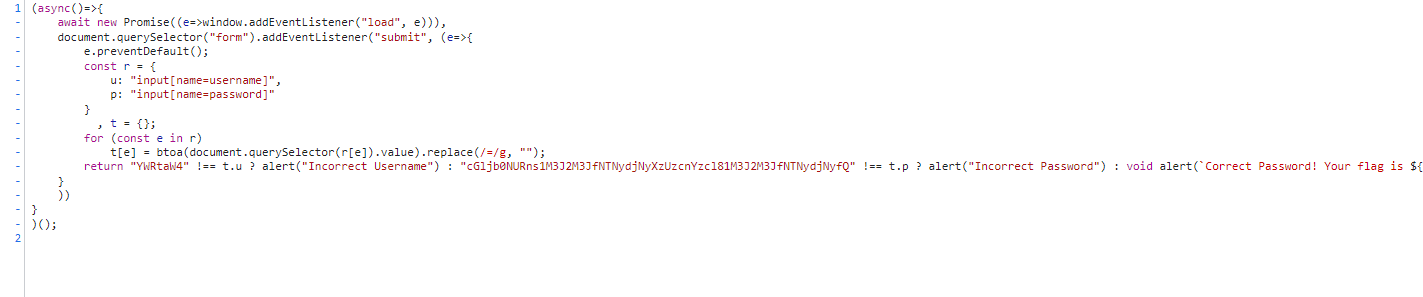 1 (async()=>{
- await new Promise((e=>window.addEventListener("load", e))),
- document.querySelector("form").addEventListener("submit", (e=>{
- e.preventDefault();
- const r = {
- u: "input[name=username]",
- p: "input[name=password]"
- }
- , t = {};
- for (const e in r)
- t[e] = btoa(document.querySelector(r[e]).value).replace(/=/g, "");
- return "YWRtaW4" !== t.u ? alert("Incorrect Username") : "cGljb0NURns1M3J2M3JfNTNydjNyXzUzcnYzcl81M3J2M3JfNTNydjNyfQ" !== t.p ? alert("Incorrect Password") : void alert(`Correct Password! Your flag is ${
- }
- ))
- }
- )();
2